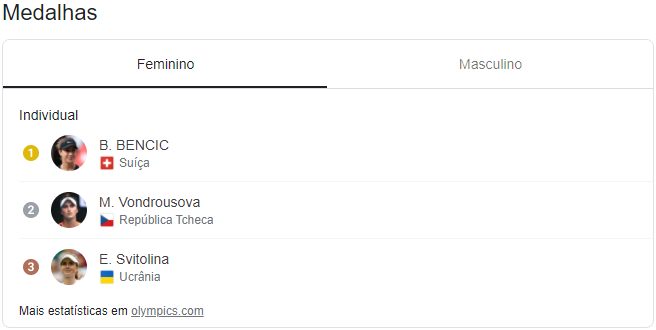 Medalhas
Feminino
Masculino
Individual
1
B. BENCIC
Suíça
2
M. Vondrousova
República Tcheca
3
E. Svitolina
Ucrânia
Mais estatísticas em olympics.com